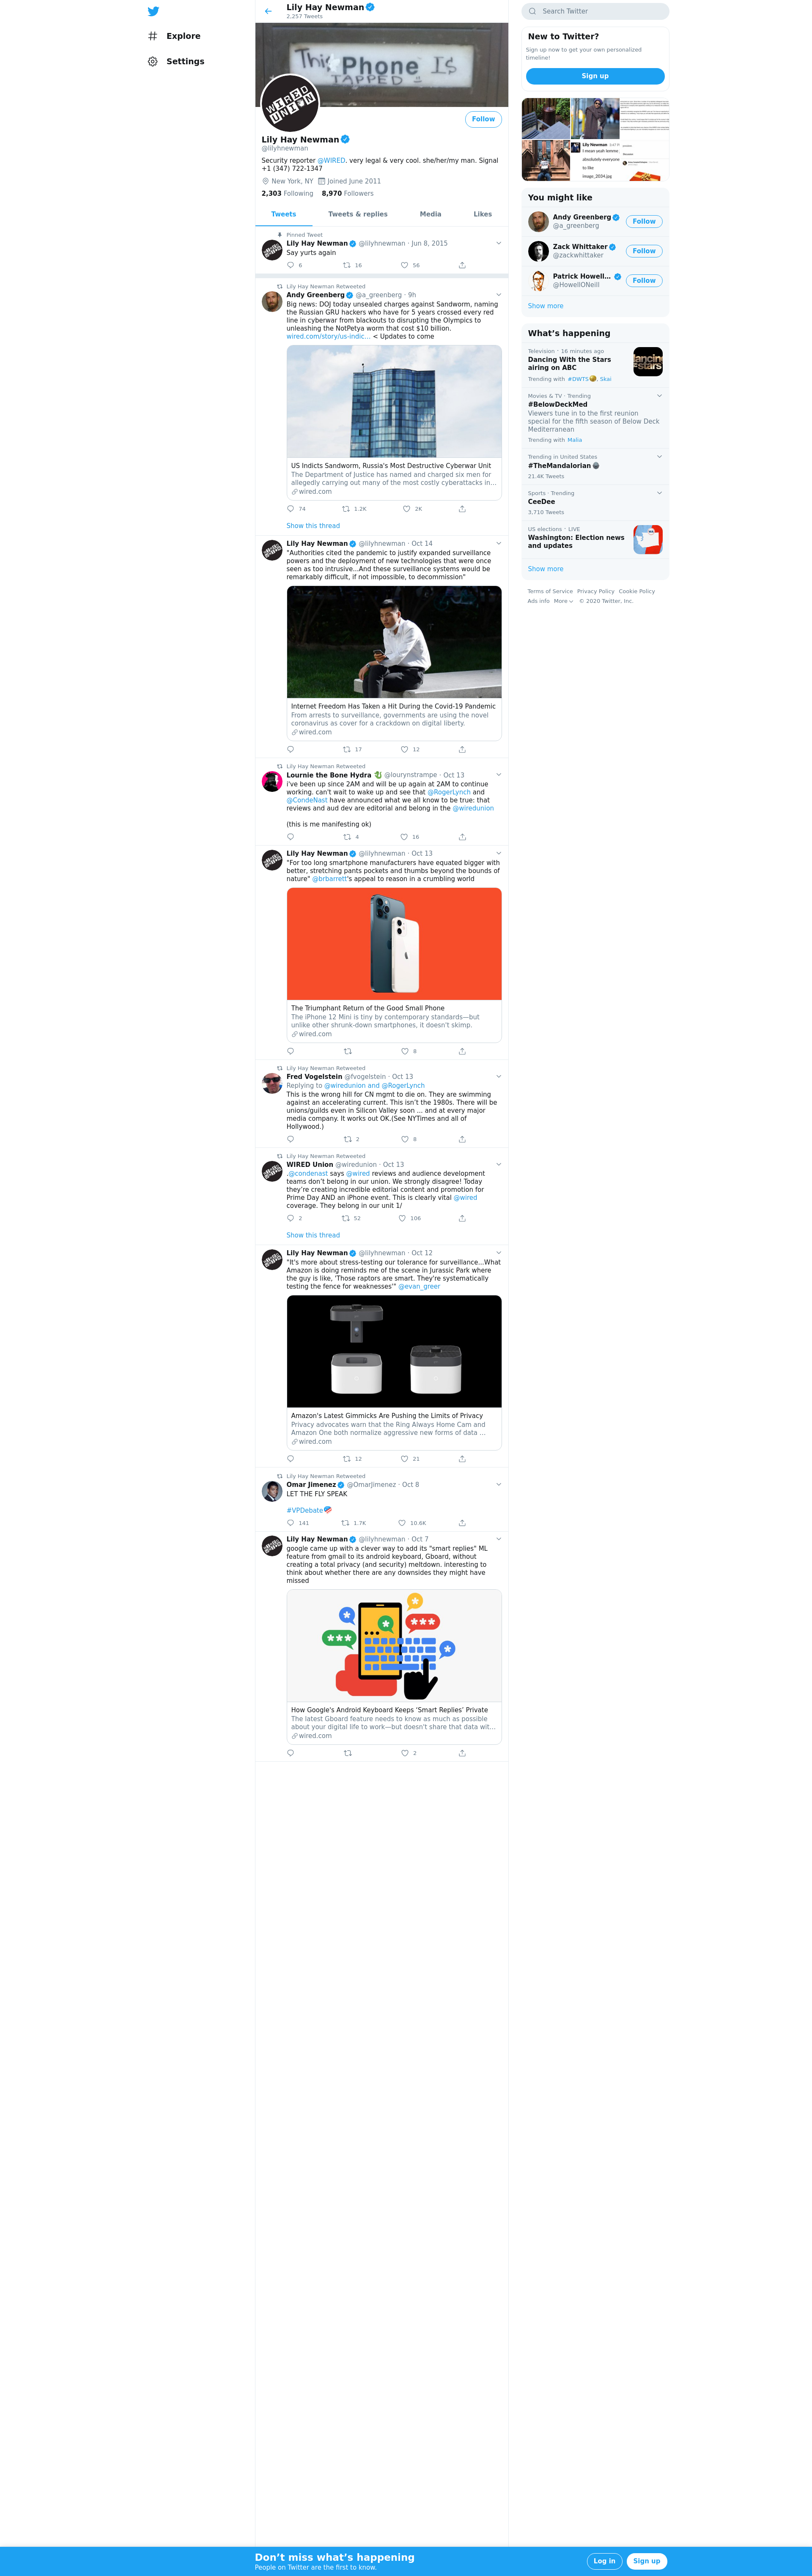 Explore
Settings
Lily Hay Newman
2,257 Tweets
This Phone Is
TAPPED
WIRED
UNION
Follow
Lily Hay Newman
@lilyhnewman
Security reporter @WIRED. very legal & very cool. she/her/my man. Signal
+1 (347) 722-1347
New York, NY Joined June 2011
2,303 Following 8,970 Followers
Tweets Tweets & replies Media Likes
Pinned Tweet
Lily Hay Newman @lilyhnewman · Jun 8, 2015
Say yurts again
6 16 56
Lily Hay Newman Retweeted
Andy Greenberg @a_greenberg · 9h
Big news: DOJ today unsealed charges against Sandworm, naming
the Russian GRU hackers who have for 5 years crossed every red
line in cyberwar from blackouts to disrupting the Olympics to
unleashing the NotPetya worm that cost $10 billion.
wired.com/story/us-indic… < Updates to come
US Indicts Sandworm, Russia's Most Destructive Cyberwar Unit
The Department of Justice has named and charged six men for
allegedly carrying out many of the most costly cyberattacks in...
wired.com
74 1.2K 2K
Show this thread
Lily Hay Newman @lilyhnewman · Oct 14
"Authorities cited the pandemic to justify expanded surveillance
powers and the deployment of new technologies that were once
seen as too intrusive...And these surveillance systems would be
remarkably difficult, if not impossible, to decommission"
Internet Freedom Has Taken a Hit During the Covid-19 Pandemic
From arrests to surveillance, governments are using the novel
coronavirus as cover for a crackdown on digital liberty.
wired.com
17 12
Lily Hay Newman Retweeted
Lournie the Bone Hydra @lourynstrampe · Oct 13
i've been up since 2AM and will be up again at 2AM to continue
working. can't wait to wake up and see that @RogerLynch and
@CondeNast have announced what we all know to be true: that
reviews and aud dev are editorial and belong in the @wiredunion
(this is me manifesting ok)
4 16
Lily Hay Newman @lilyhnewman · Oct 13
"For too long smartphone manufacturers have equated bigger with
better, stretching pants pockets and thumbs beyond the bounds of
nature" @brbarrett's appeal to reason in a crumbling world
The Triumphant Return of the Good Small Phone
The iPhone 12 Mini is tiny by contemporary standards—but
unlike other shrunk-down smartphones, it doesn't skimp.
wired.com
8
Lily Hay Newman Retweeted
Fred Vogelstein @fvogelstein · Oct 13
Replying to @wiredunion and @RogerLynch
This is the wrong hill for CN mgmt to die on. They are swimming
against an accelerating current. This isn't the 1980s. There will be
unions/guilds even in Silicon Valley soon ... and at every major
media company. It works out OK.(See NYTimes and all of
Hollywood.)
2 8
Lily Hay Newman Retweeted
WIRED Union @wiredunion · Oct 13
.@condenast says @wired reviews and audience development
teams don't belong in our union. We strongly disagree! Today
they're creating incredible editorial content and promotion for
Prime Day AND an iPhone event. This is clearly vital @wired
coverage. They belong in our unit 1/
2 52 106
Show this thread
Lily Hay Newman @lilyhnewman · Oct 12
"It's more about stress-testing our tolerance for surveillance...What
Amazon is doing reminds me of the scene in Jurassic Park where
the guy is like, 'Those raptors are smart. They're systematically
testing the fence for weaknesses'" @evan_greer
Amazon's Latest Gimmicks Are Pushing the Limits of Privacy
Privacy advocates warn that the Ring Always Home Cam and
Amazon One both normalize aggressive new forms of data ...
wired.com
12 21
Lily Hay Newman Retweeted
Omar Jimenez @OmarJimenez · Oct 8
LET THE FLY SPEAK
#VPDebate
141 1.7K 10.6K
Lily Hay Newman @lilyhnewman · Oct 7
google came up with a clever way to add its "smart replies" ML
feature from gmail to its android keyboard, Gboard, without
creating a total privacy (and security) meltdown. interesting to
think about whether there are any downsides they might have
missed
How Google's Android Keyboard Keeps 'Smart Replies' Private
The latest Gboard feature needs to know as much as possible
about your digital life to work—but doesn't share that data wit...
wired.com
2
Search Twitter
New to Twitter?
Sign up now to get your own personalized
timeline!
Sign up
Lily Newman
I mean yeah lemme
absolutely everyone
to like
image_2034.jpg
You might like
Andy Greenberg
@a_greenberg
Follow
Zack Whittaker
@zackwhittaker
Follow
Patrick Howell...
@HowellONeill
Follow
Show more
What's happening
Television · 16 minutes ago
Dancing With the Stars
airing on ABC
Trending with #DWTS, Skai
Movies & TV · Trending
#BelowDeckMed
Viewers tune in to the first reunion
special for the fifth season of Below Deck
Mediterranean
Trending with Malia
Trending in United States
#TheMandalorian
21.4K Tweets
Sports · Trending
CeeDee
3,710 Tweets
US elections · LIVE
Washington: Election news
and updates
Show more
Terms of Service Privacy Policy Cookie Policy
Ads info More © 2020 Twitter, Inc.
Don't miss what's happening
People on Twitter are the first to know.
Log in Sign up